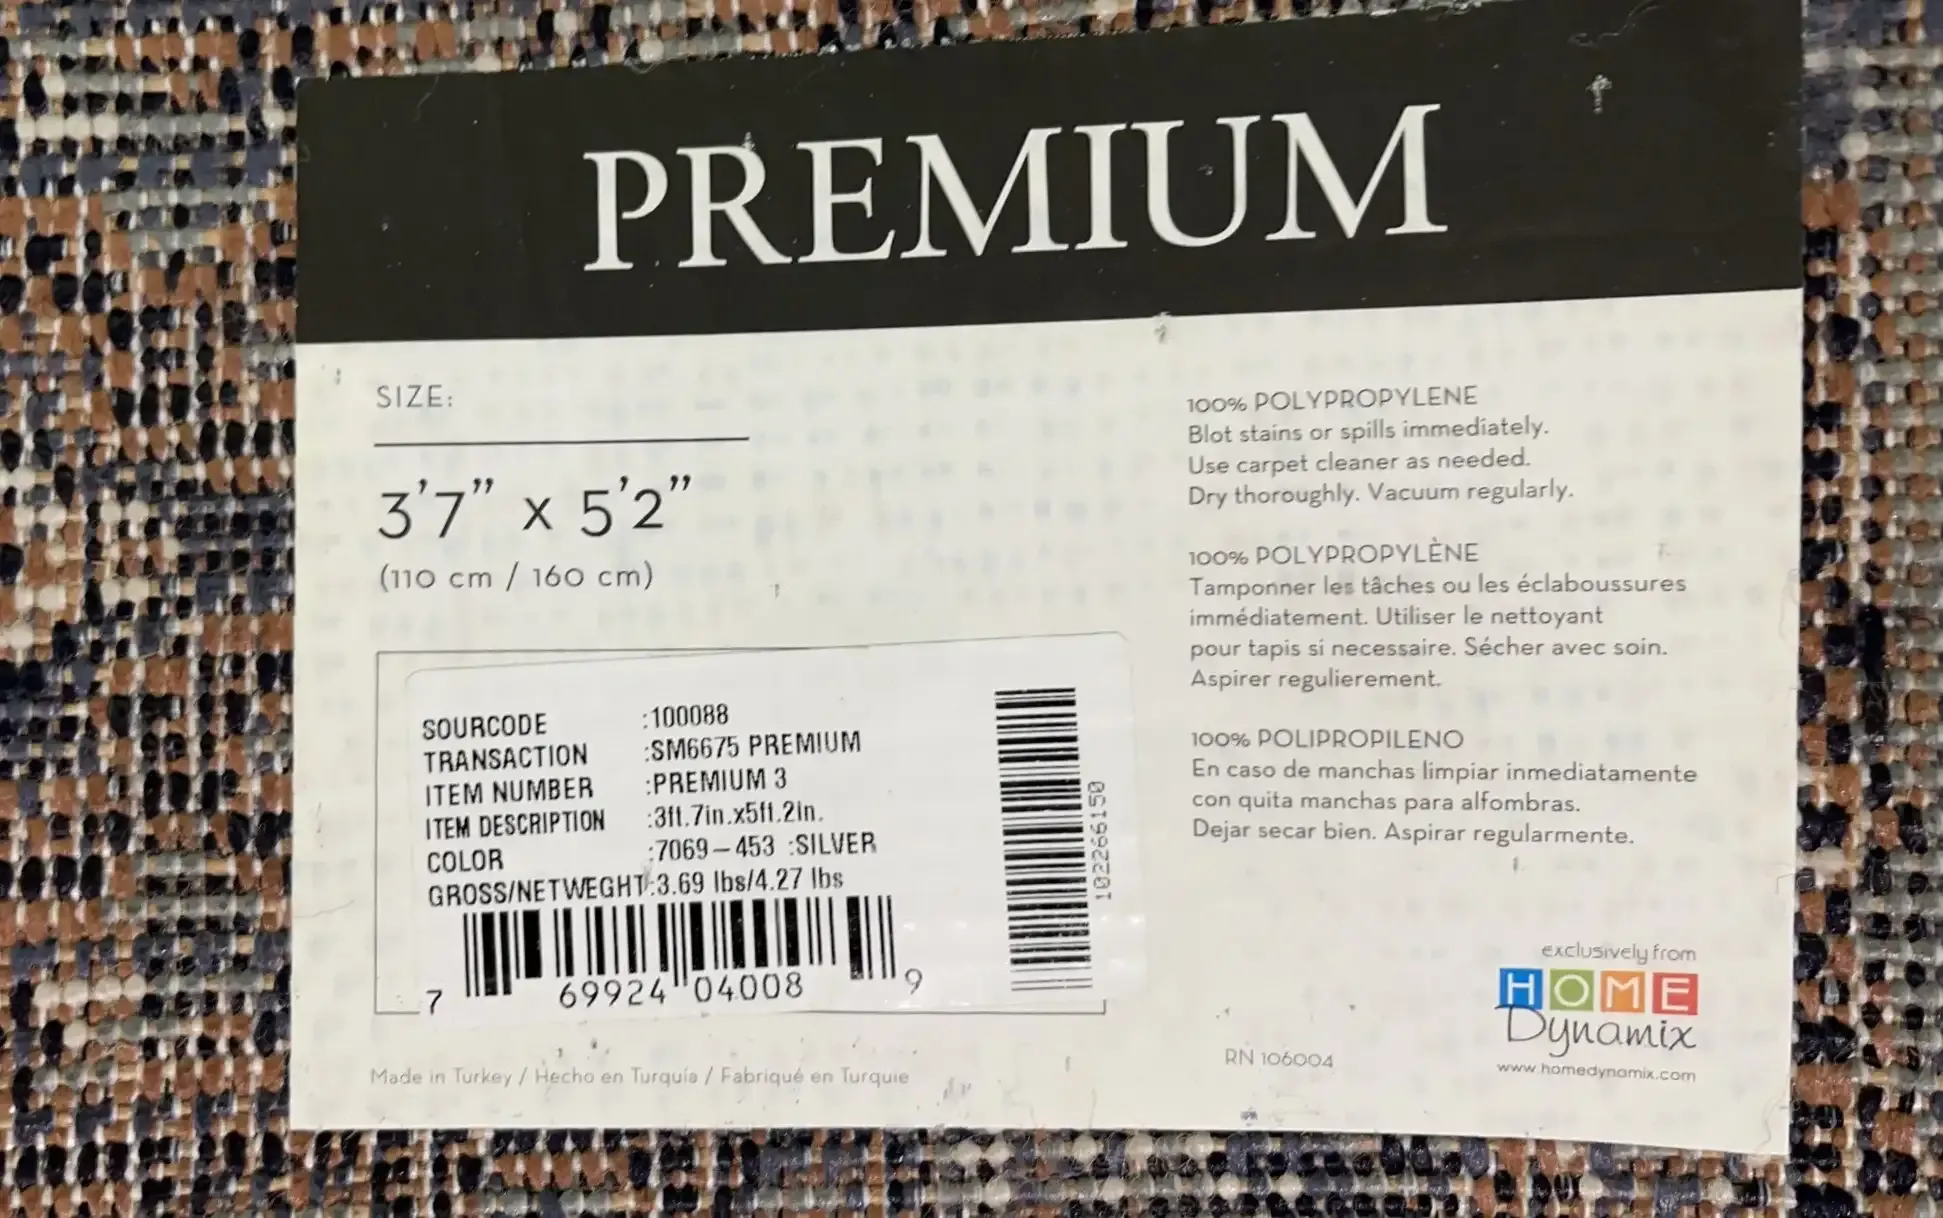 PREMIUM
SIZE:
3'7" x 5'2"
(110 cm / 160 cm)
SOURCODE :100088
TRANSACTION :SM6675 PREMIUM
ITEM NUMBER :PREMIUM 3
ITEM DESCRIPTION :3ft.7in.x5ft.2in.
COLOR :7069-453 :SILVER
GROSS/NETWEGHT:3.69 lbs/4.27 lbs
7 69924 04008 9
102266150
Made in Turkey / Hecho en Turquía / Fabriqué en Turquie
100% POLYPROPYLENE
Blot stains or spills immediately.
Use carpet cleaner as needed.
Dry thoroughly. Vacuum regularly.
100% POLYPROPYLÈNE
Tamponner les tâches ou les éclaboussures
immédiatement. Utiliser le nettoyant
pour tapis si necessaire. Sécher avec soin.
Aspirer regulierement.
100% POLIPROPILENO
En caso de manchas limpiar inmediatamente
con quita manchas para alfombras.
Dejar secar bien. Aspirar regularmente.
exclusively from
HOME
Dynamix
www.homedynamix.com
RN 106004